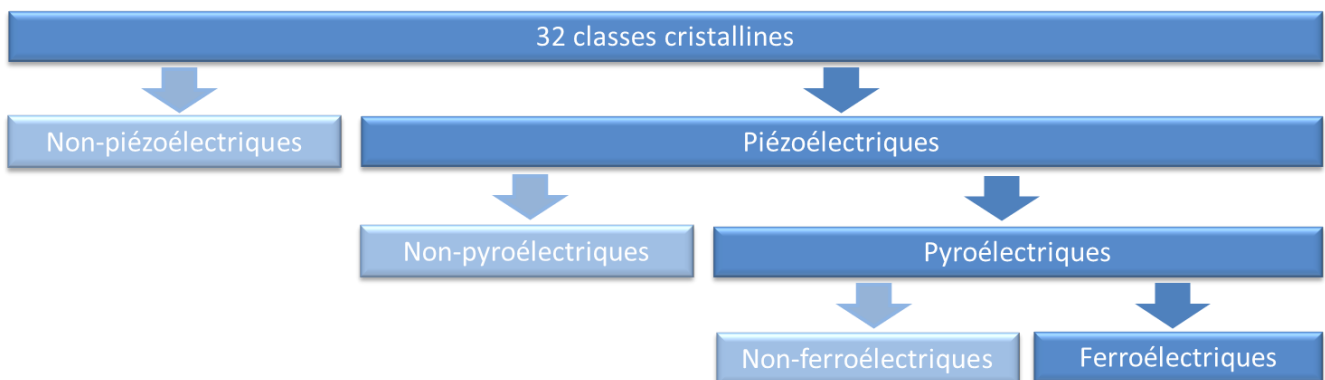 32 classes cristallines
Non-piézoélectriques
Piézoélectriques
Non-pyroélectriques
Pyroélectriques
Non-ferroélectriques
Ferroélectriques